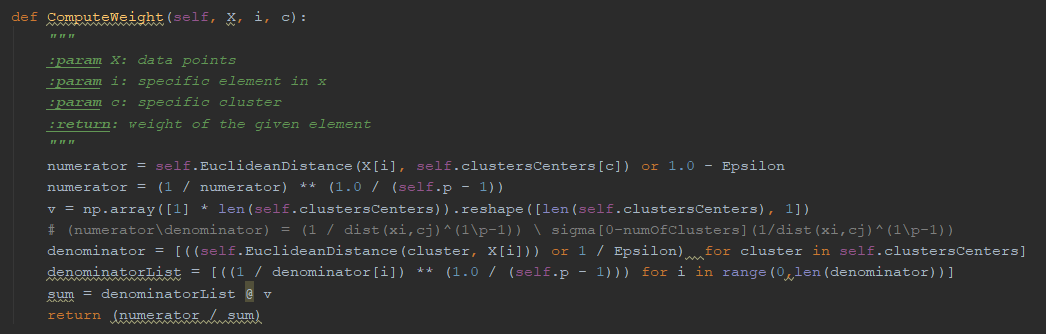 def ComputeWeight(self, X, i, c):
"""
:param X: data points
:param i: specific element in x
:param c: specific cluster
:return: weight of the given element
"""
numerator = self.EuclideanDistance(X[i], self.clustersCenters[c]) or 1.0 - Epsilon
numerator = (1 / numerator) ** (1.0 / (self.p - 1))
v = np.array([1] * len(self.clustersCenters)).reshape([len(self.clustersCenters), 1])
# (numerator\denominator) = (1 / dist(xi,cj)^(1\p-1)) \ sigma[0-numOfClusters](1/dist(xi,cj)^(1\p-1))
denominator = [((self.EuclideanDistance(cluster, X[i])) or 1 / Epsilon)  for cluster in self.clustersCenters]
denominatorList = [((1 / denominator[i]) ** (1.0 / (self.p - 1))) for i in range(0,len(denominator))]
sum = denominatorList @ v
return (numerator / sum)